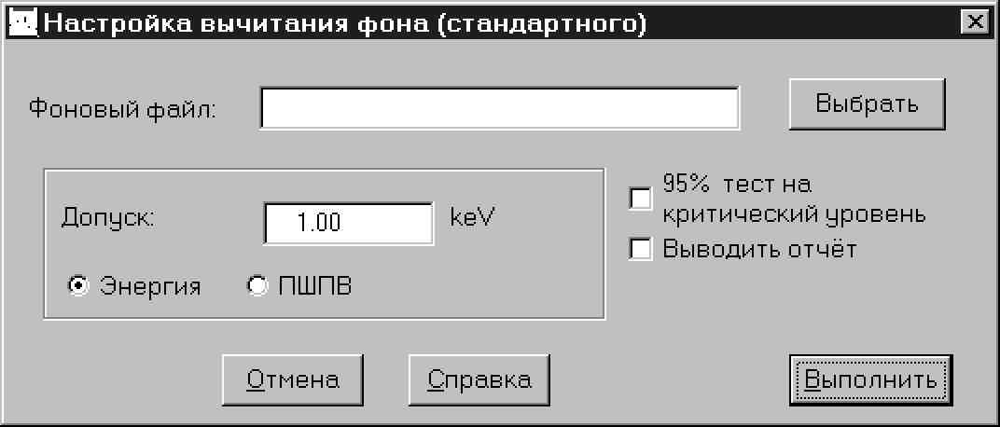 Настройка вычитания фона (стандартного)
Фоновый файл:
Выбрать
Допуск:
1.00
keV
Энергия
ПШПВ
95% тест на
критический уровень
Выводить отчёт
Отмена
Справка
Выполнить